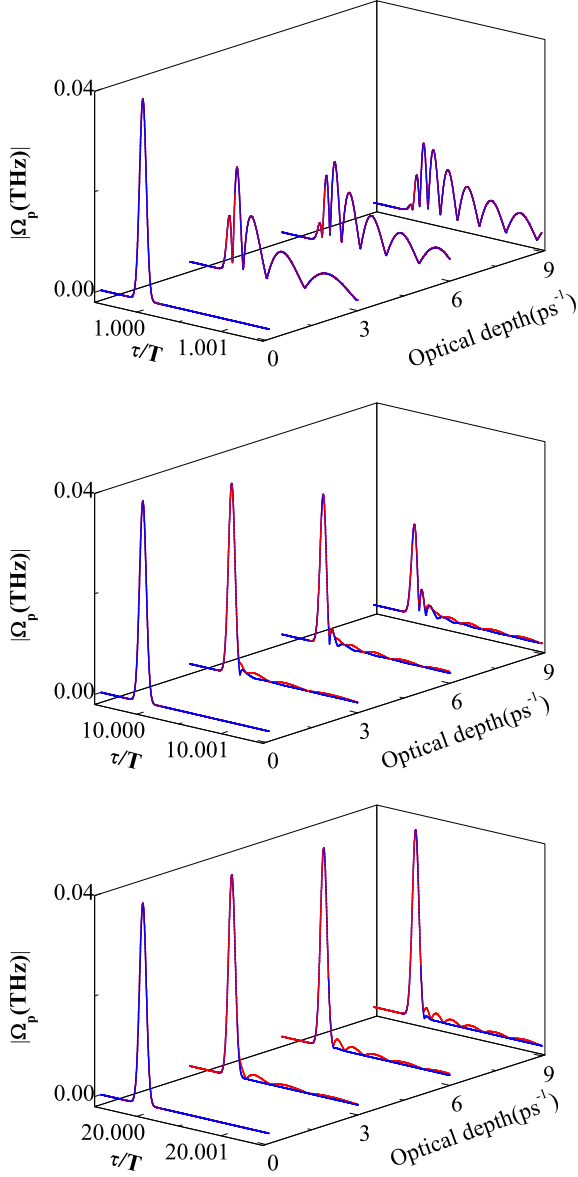 0.04
|Ωp(THz)|
0.00
1.000
1.001
τ/T
0
3
6
9
Optical depth(ps-1)
0.04
|Ωp(THz)|
0.00
10.000
10.001
τ/T
0
3
6
9
Optical depth(ps-1)
0.04
|Ωp(THz)|
0.00
20.000
20.001
τ/T
0
3
6
9
Optical depth(ps-1)